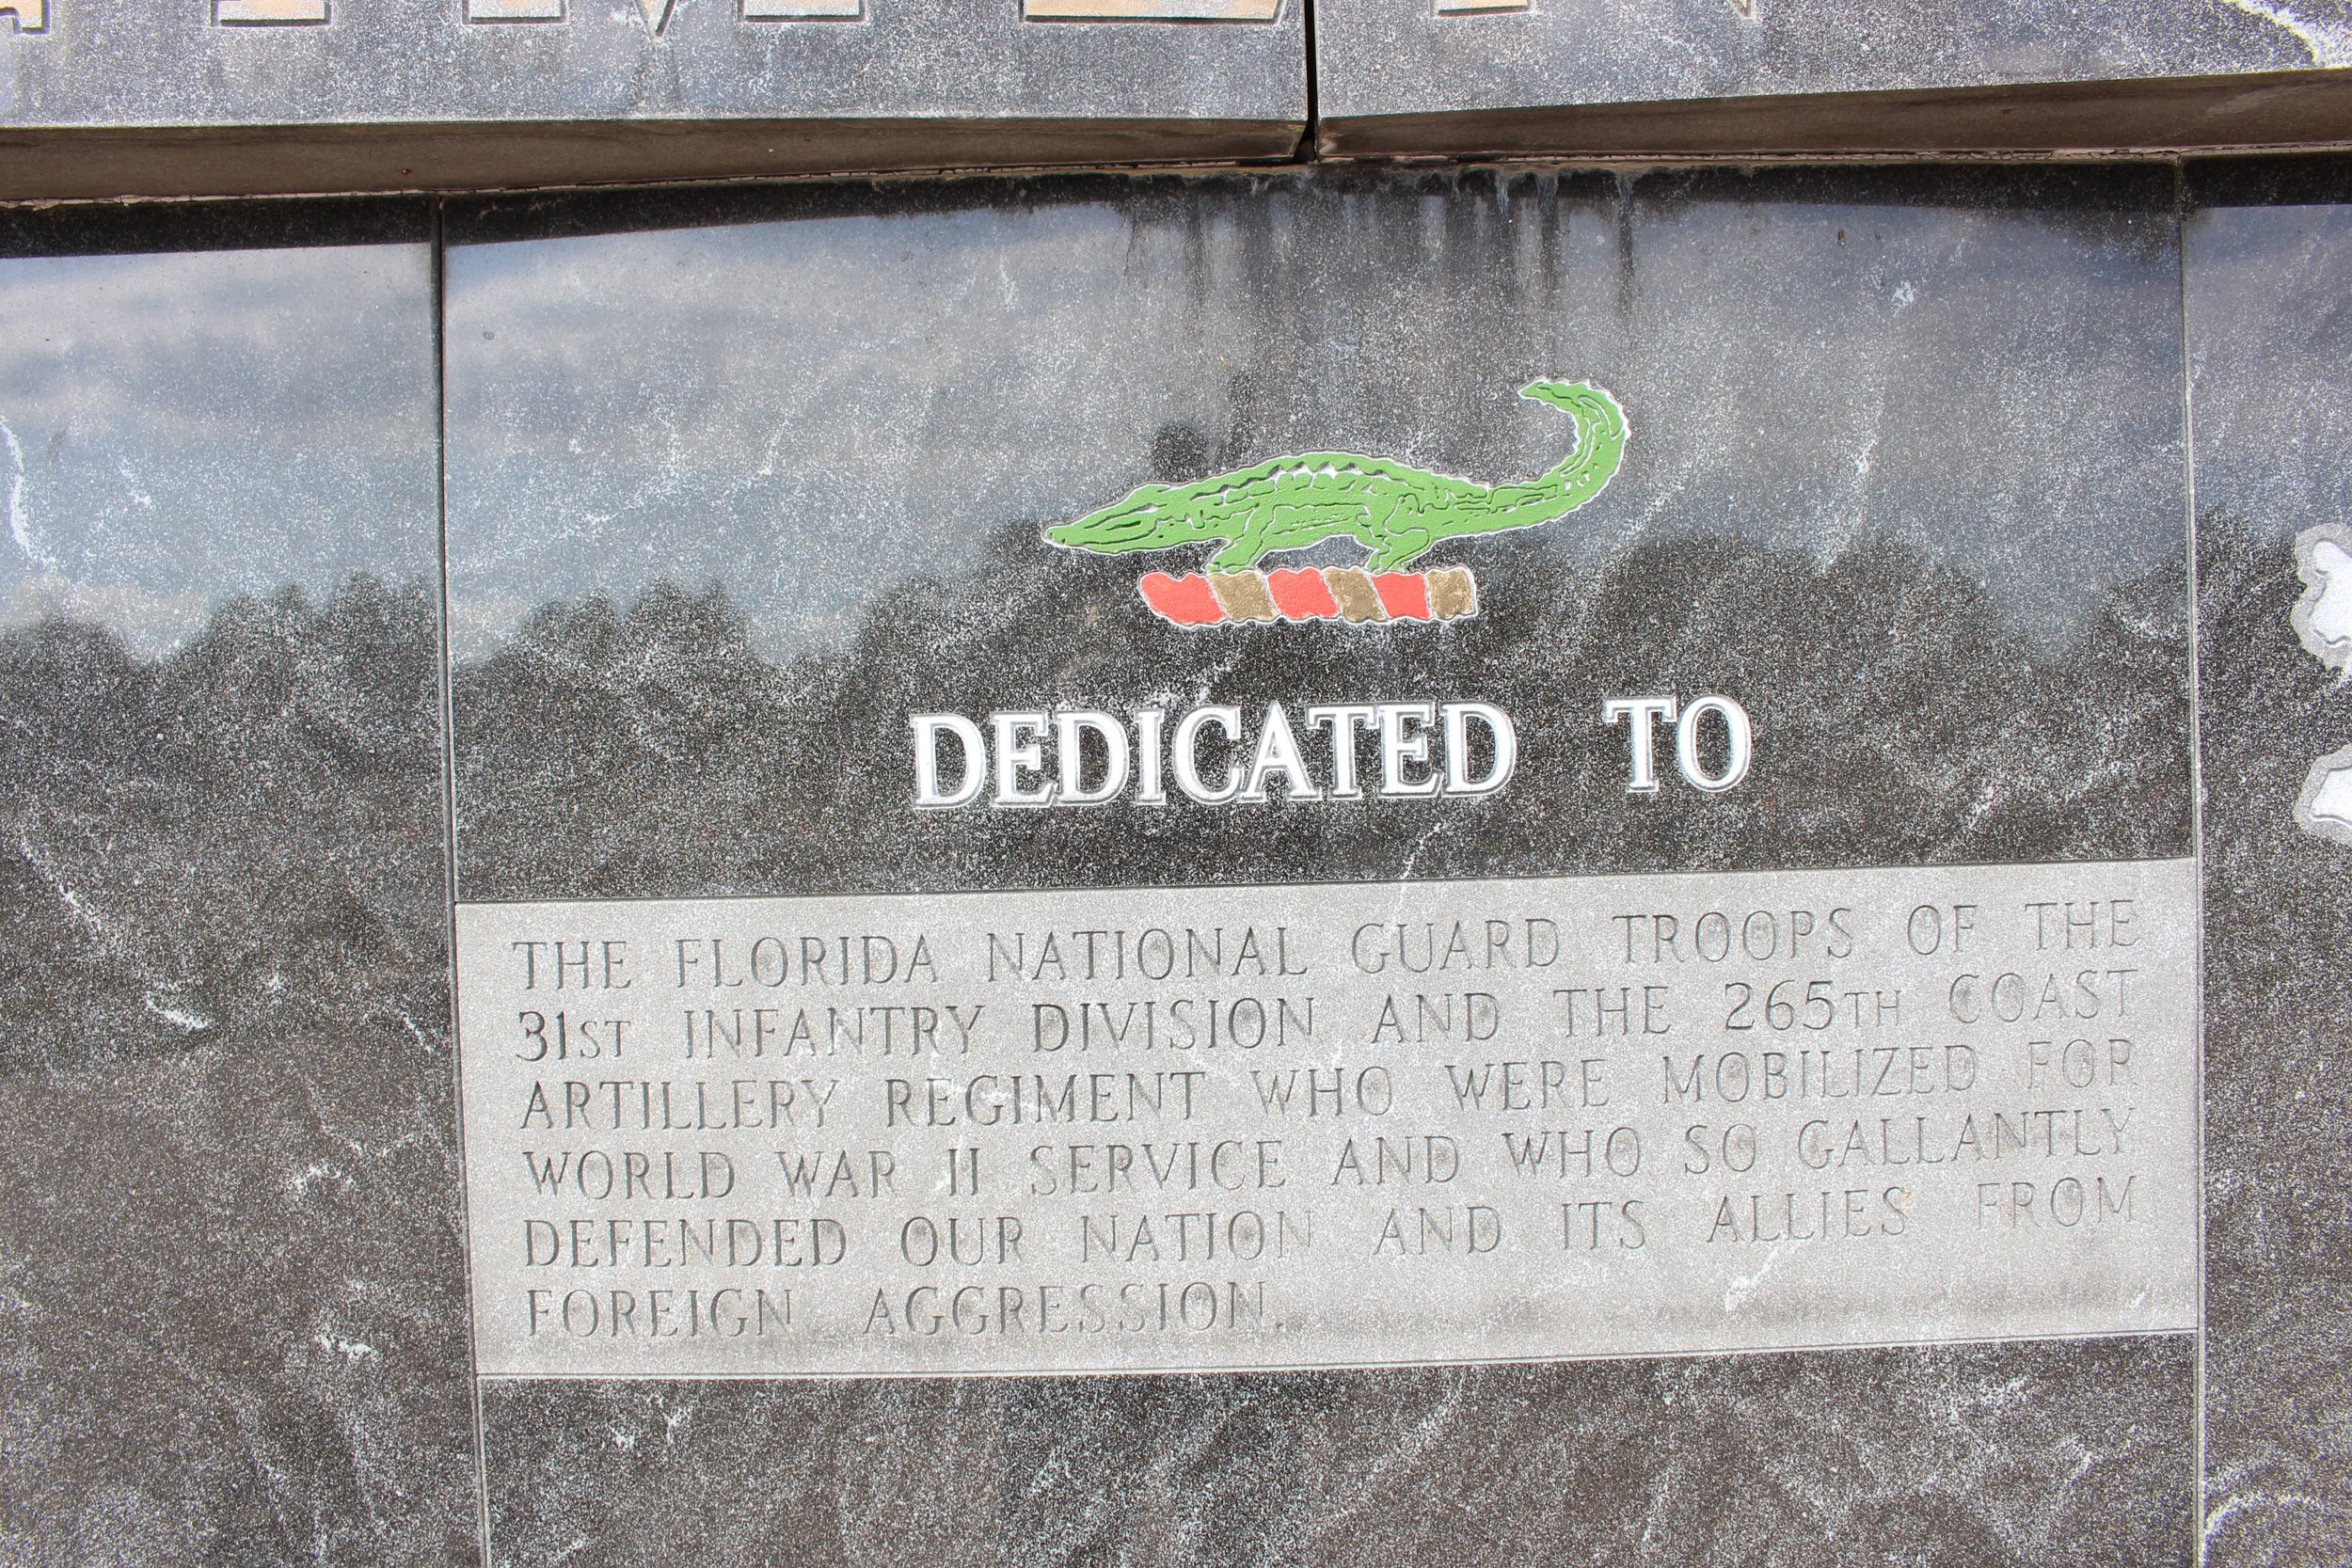 DEDICATED TO
THE FLORIDA NATIONAL GUARD TROOPS OF THE
31ST INFANTRY DIVISION AND THE 265TH COAST
ARTILLERY REGIMENT WHO WERE MOBILIZED FOR
WORLD WAR II SERVICE AND WHO SO GALLANTLY
DEFENDED OUR NATION AND ITS ALLIES FROM
FOREIGN AGGRESSION.